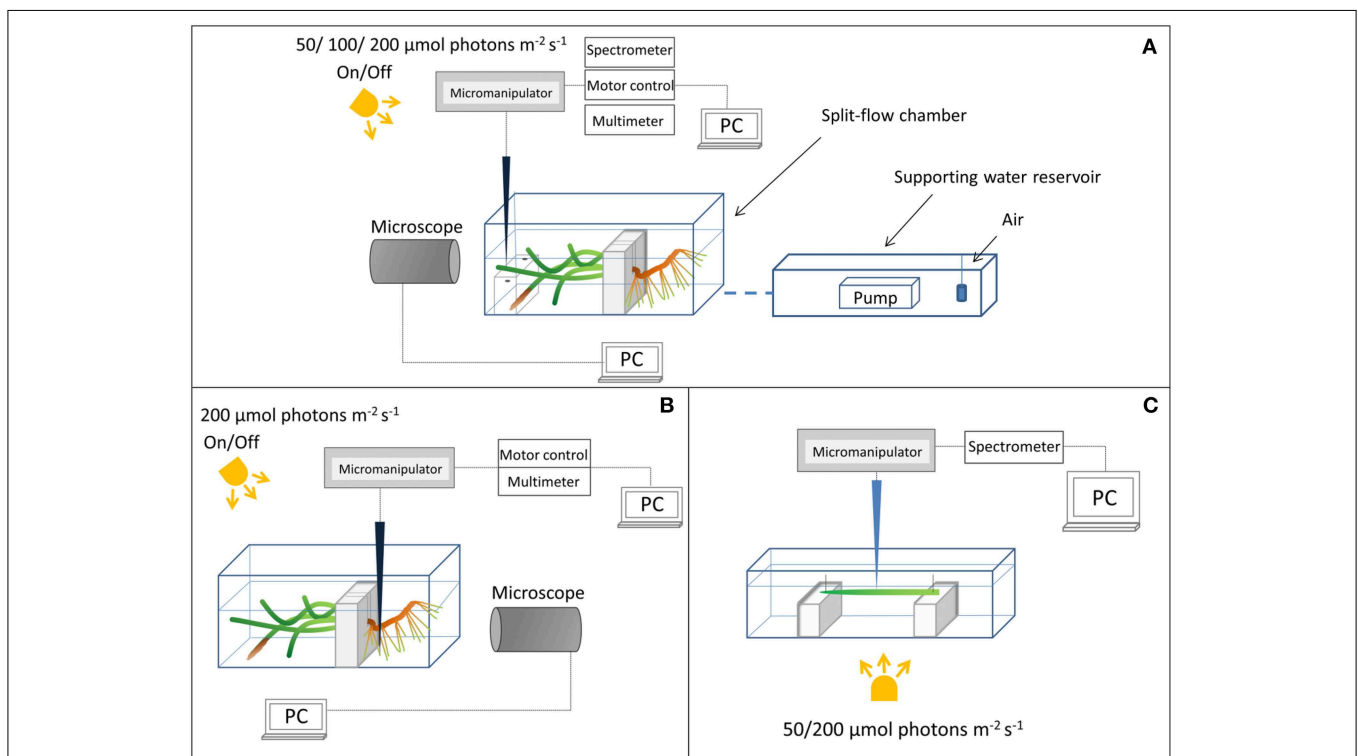 A
50/ 100/ 200 µmol photons m⁻² s⁻¹
On/Off
Spectrometer
Micromanipulator
Motor control
Multimeter
PC
Split-flow chamber
Supporting water reservoir
Air
Microscope
Pump
PC
B
200 µmol photons m⁻² s⁻¹
On/Off
Micromanipulator
Motor control
Multimeter
PC
Microscope
PC
C
Micromanipulator
Spectrometer
PC
50/200 µmol photons m⁻² s⁻¹